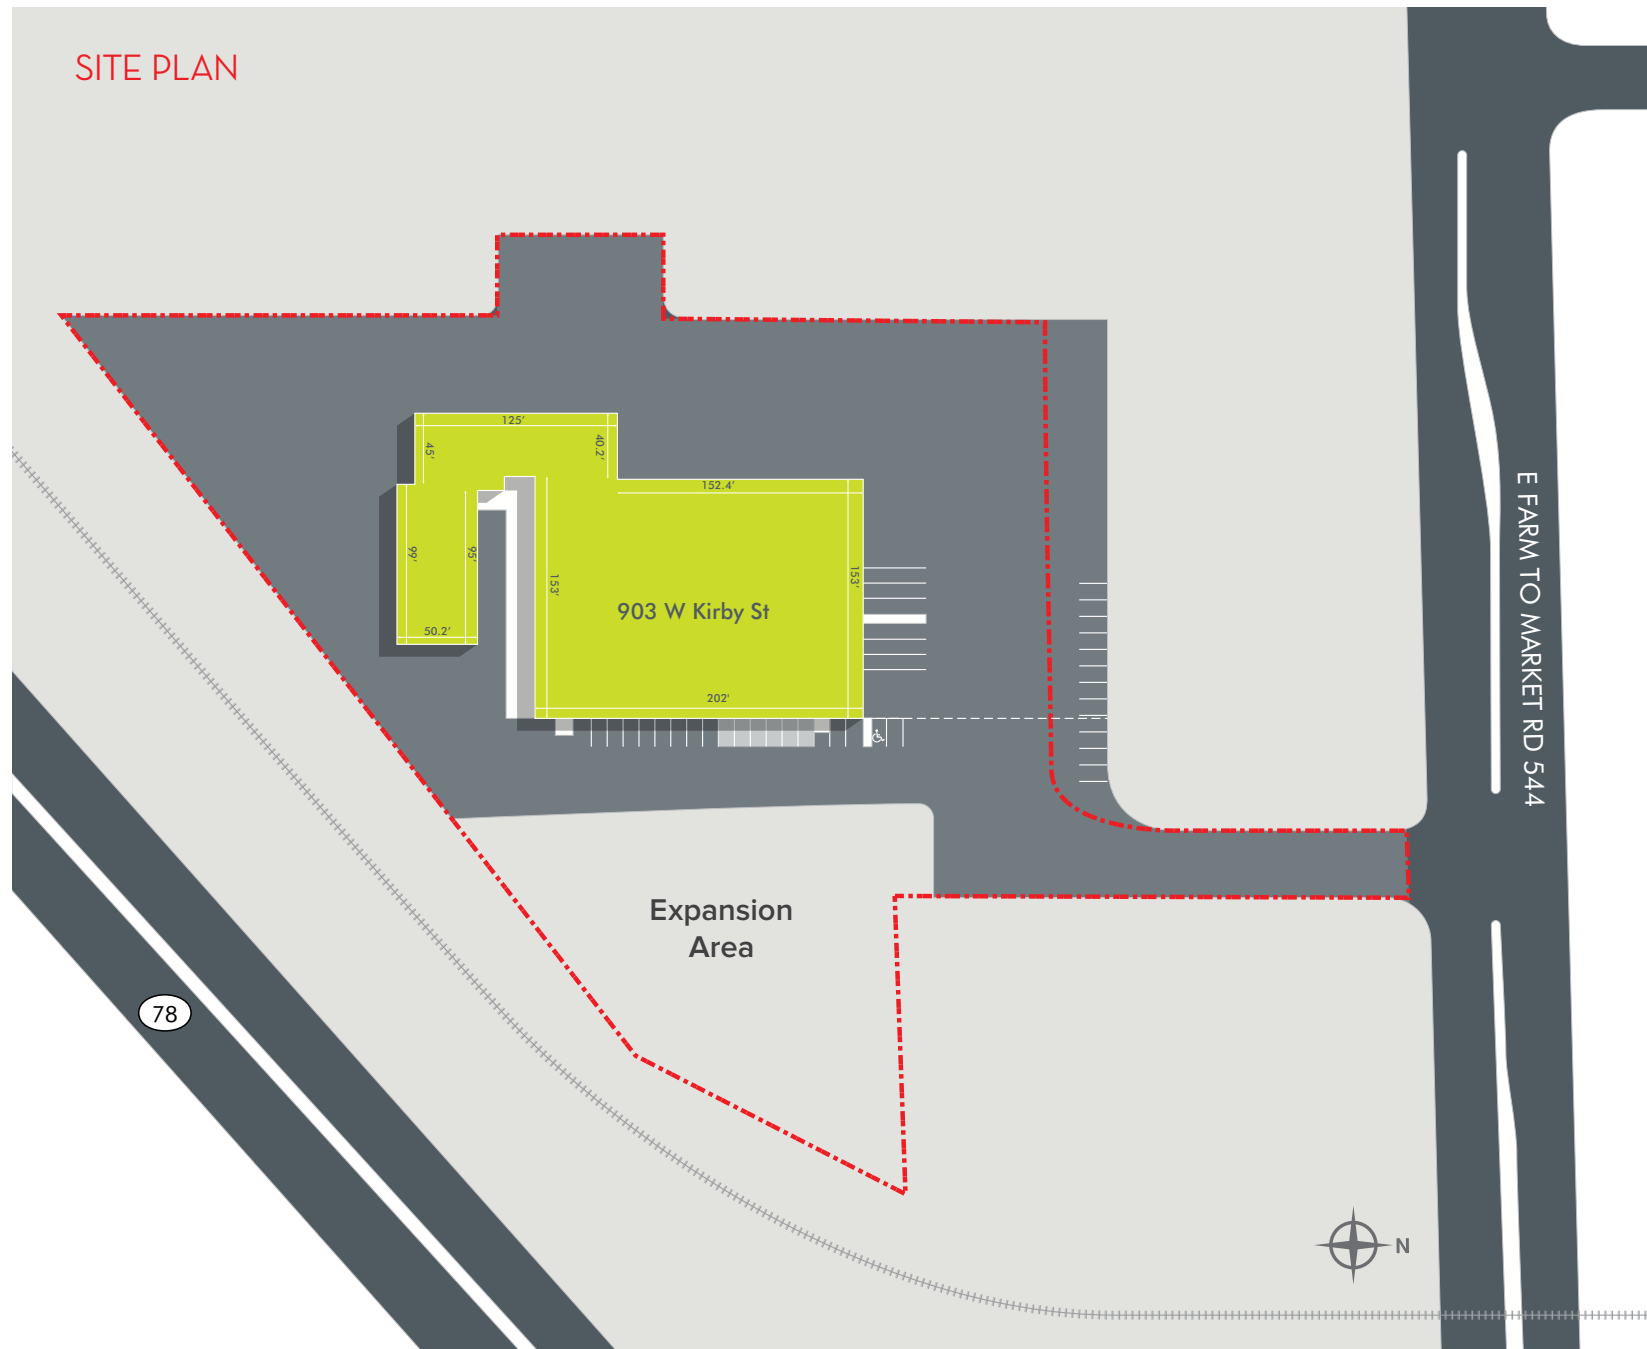 SITE PLAN
125′
45′
40.2′
152.4′
99′
95′
153′
153′
903 W Kirby St
50.2′
202′
E FARM TO MARKET RD 544
Expansion
Area
78
N